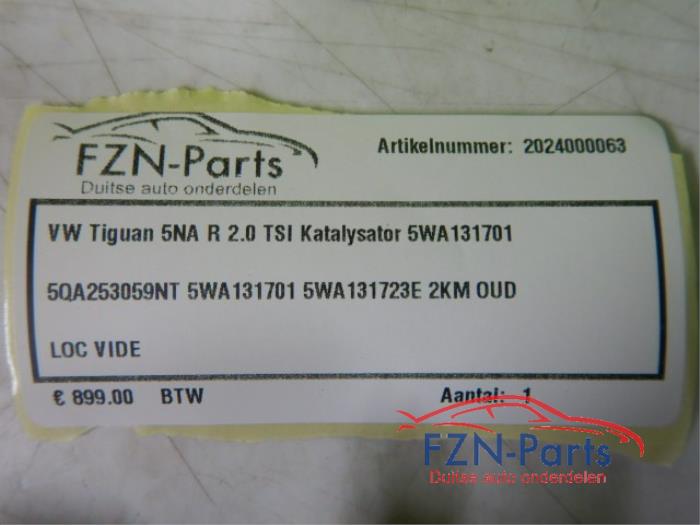 FZN-Parts
Duitse auto onderdelen
Artikelnummer: 2024000063
VW Tiguan 5NA R 2.0 TSI Katalysator 5WA131701
5QA253059NT 5WA131701 5WA131723E 2KM OUD
LOC VIDE
€ 899.00 BTW Aantal: 1
FZN-Parts
Duitse auto onderdelen